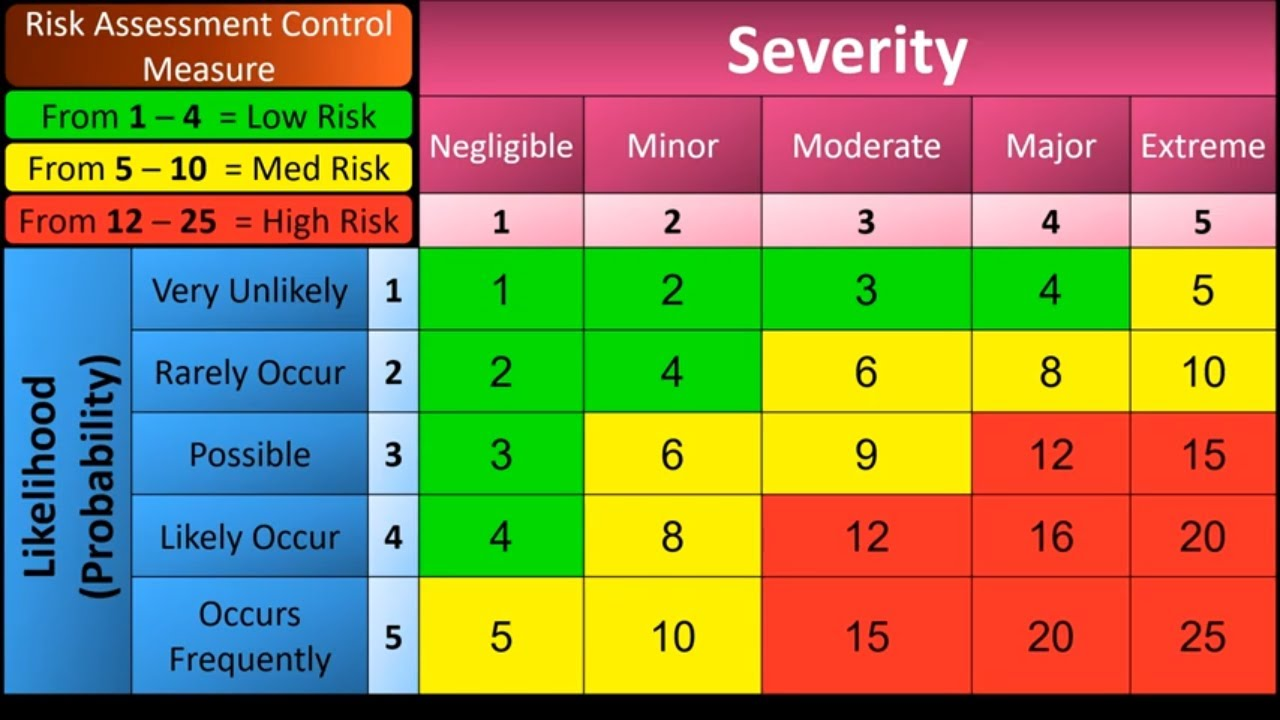 Risk Assessment Control
Measure
From 1 – 4 = Low Risk
From 5 – 10 = Med Risk
From 12 – 25 = High Risk
Severity
Negligible Minor Moderate Major Extreme
1 2 3 4 5
Likelihood
(Probability)
Very Unlikely 1 1 2 3 4 5
Rarely Occur 2 2 4 6 8 10
Possible 3 3 6 9 12 15
Likely Occur 4 4 8 12 16 20
Occurs
Frequently 5 5 10 15 20 25